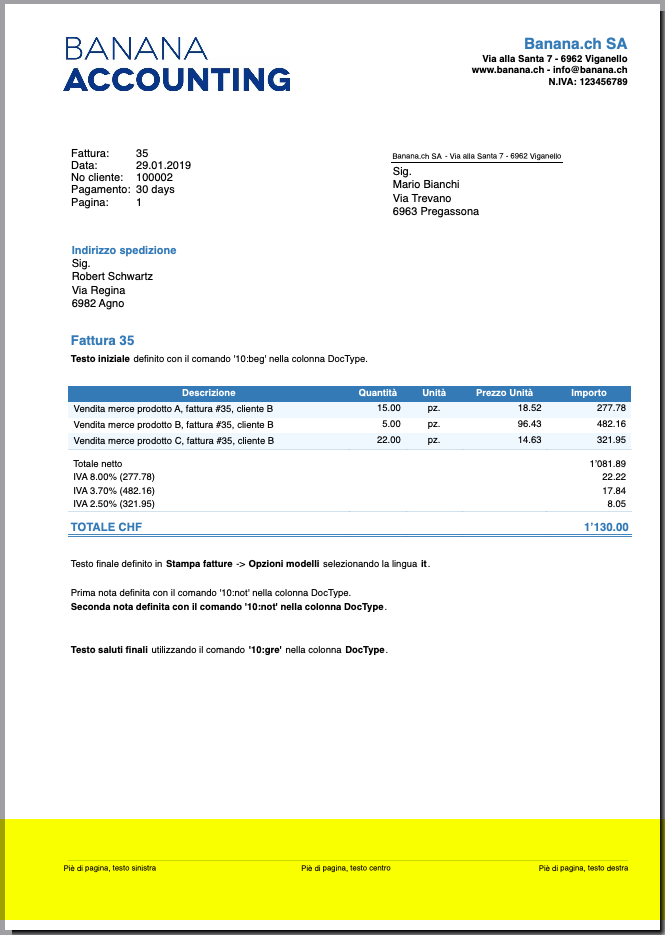 BANANA
ACCOUNTING
Banana.ch SA
Via alla Santa 7 - 6962 Viganello
www.banana.ch - info@banana.ch
N.IVA: 123456789
Fattura: 35
Data: 29.01.2019
No cliente: 100002
Pagamento: 30 days
Pagina: 1
Banana.ch SA - Via alla Santa 7 - 6962 Viganello
Sig.
Mario Bianchi
Via Trevano
6963 Pregassona
Indirizzo spedizione
Sig.
Robert Schwartz
Via Regina
6982 Agno
Fattura 35
Testo iniziale definito con il comando '10:beg' nella colonna DocType.
Descrizione Quantità Unità Prezzo Unità Importo
Vendita merce prodotto A, fattura #35, cliente B 15.00 pz. 18.52 277.78
Vendita merce prodotto B, fattura #35, cliente B 5.00 pz. 96.43 482.16
Vendita merce prodotto C, fattura #35, cliente B 22.00 pz. 14.63 321.95
Totale netto 1'081.89
IVA 8.00% (277.78) 22.22
IVA 3.70% (482.16) 17.84
IVA 2.50% (321.95) 8.05
TOTALE CHF 1'130.00
Testo finale definito in Stampa fatture -> Opzioni modelli selezionando la lingua it.
Prima nota definita con il comando '10:not' nella colonna DocType.
Seconda nota definita con il comando '10:not' nella colonna DocType.
Testo saluti finali utilizzando il comando '10:gre' nella colonna DocType.
Piè di pagina, testo sinistra Piè di pagina, testo centro Piè di pagina, testo destra